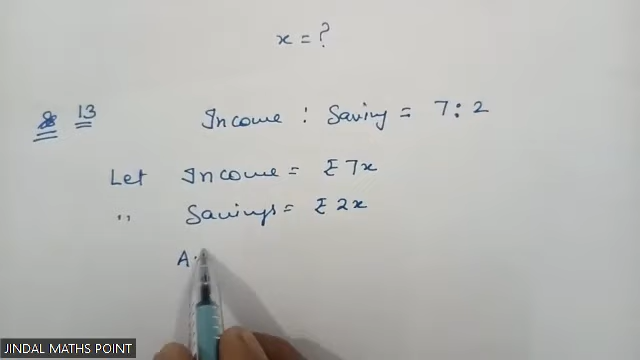 x = ?
13 Income : Saving = 7 : 2
Let Income = ₹ 7x
,, Savings = ₹ 2x
A.
JINDAL MATHS POINT